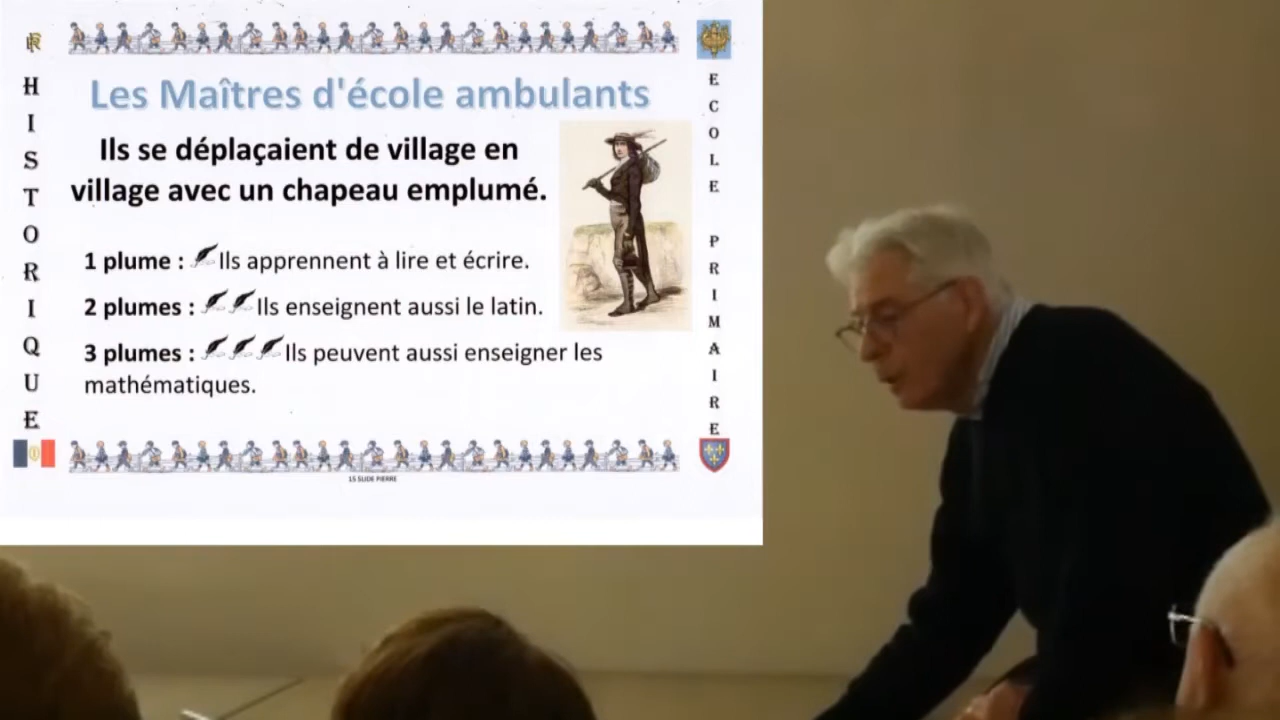 RF
HISTORIQUE
Les Maîtres d'école ambulants
Ils se déplaçaient de village en
village avec un chapeau emplumé.
1 plume : Ils apprennent à lire et écrire.
2 plumes : Ils enseignent aussi le latin.
3 plumes : Ils peuvent aussi enseigner les
mathématiques.
15 SLIDE PIERRE
ECOLE PRIMAIRE